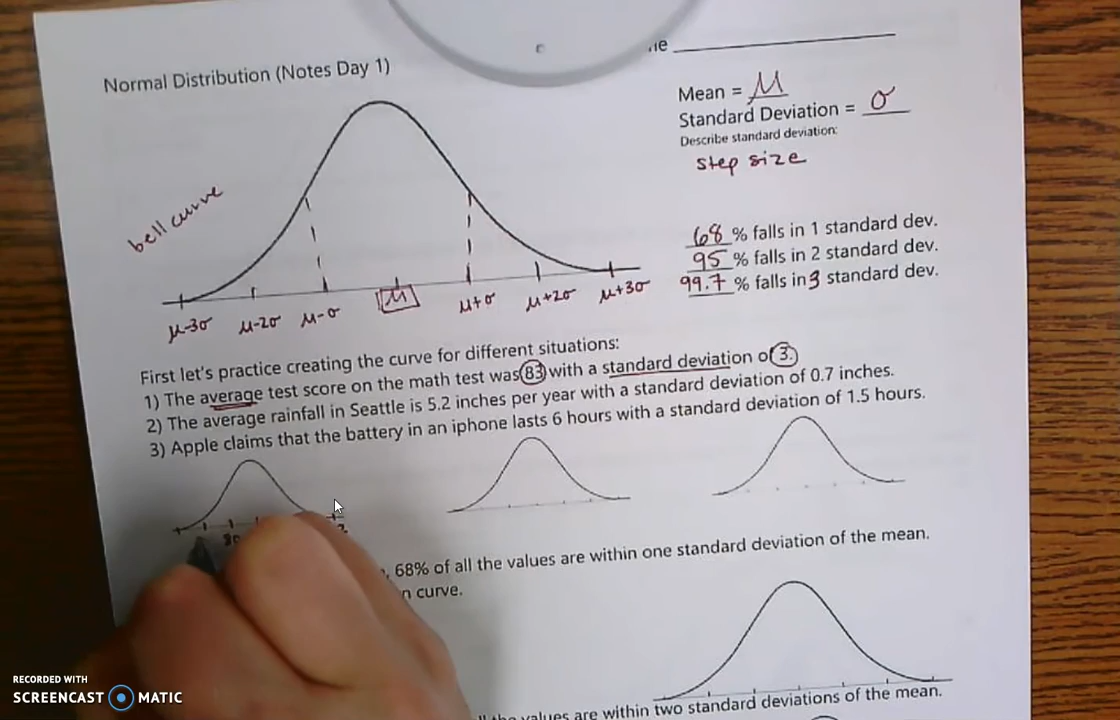 Normal Distribution (Notes Day 1)
Mean = μ
Standard Deviation = σ
Describe standard deviation:
step size
bell curve
68 % falls in 1 standard dev.
95 % falls in 2 standard dev.
99.7 % falls in 3 standard dev.
μ-3σ μ-2σ μ-σ μ μ+σ μ+2σ μ+3σ
First let's practice creating the curve for different situations:
1) The average test score on the math test was 83 with a standard deviation of 3.
2) The average rainfall in Seattle is 5.2 inches per year with a standard deviation of 0.7 inches.
3) Apple claims that the battery in an iphone lasts 6 hours with a standard deviation of 1.5 hours.
68% of all the values are within one standard deviation of the mean.
curve.
values are within two standard deviations of the mean.
RECORDED WITH
SCREENCAST MATIC